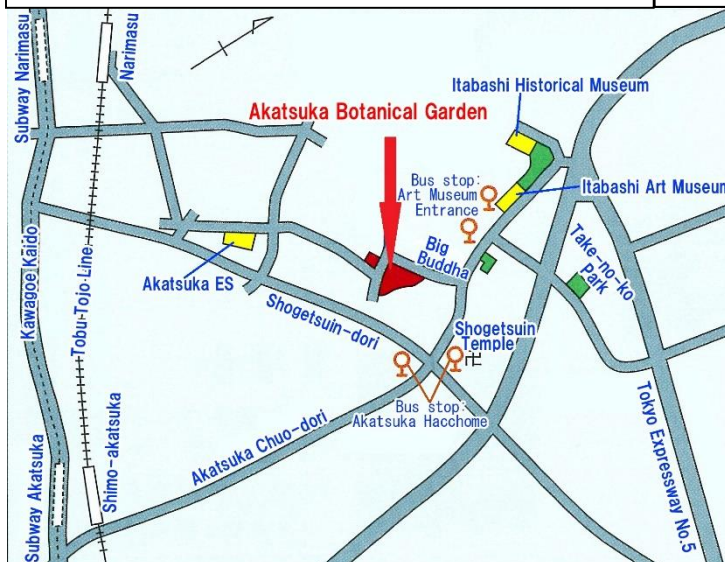 Subway Narimasu
Narimasu
Itabashi Historical Museum
Akatsuka Botanical Garden
Bus stop:
Art Museum
Entrance
Itabashi Art Museum
Big
Buddha
Take-no-ko
Park
Kawagoe Kaido
Tobu-Tojo-Line
Akatsuka ES
Shogetsuin-dori
Shogetsuin
Temple
卍
Bus stop:
Akatsuka Hacchome
Akatsuka Chuo-dori
Tokyo Expressway No.5
Subway Akatsuka
Shimo-akatsuka